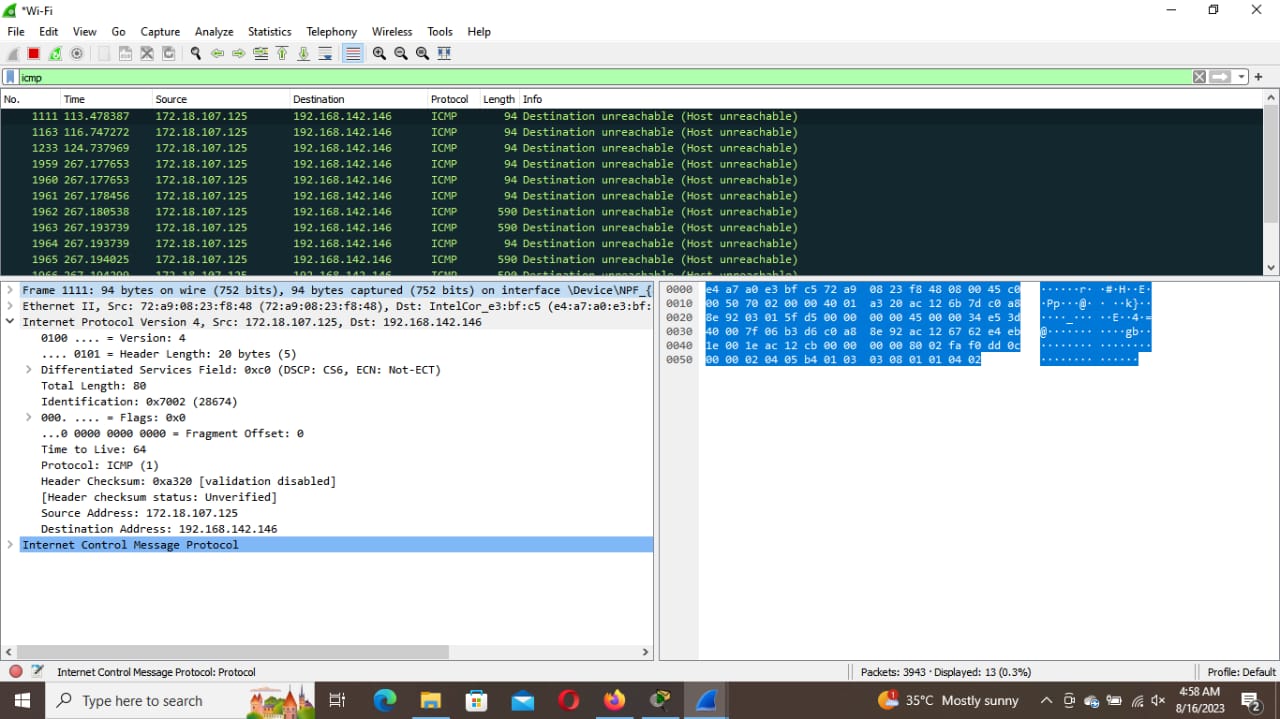 *Wi-Fi
File Edit View Go Capture Analyze Statistics Telephony Wireless Tools Help
icmp
No. Time Source Destination Protocol Length Info
1111 113.478387 172.18.107.125 192.168.142.146 ICMP 94 Destination unreachable (Host unreachable)
1163 116.747272 172.18.107.125 192.168.142.146 ICMP 94 Destination unreachable (Host unreachable)
1233 124.737969 172.18.107.125 192.168.142.146 ICMP 94 Destination unreachable (Host unreachable)
1959 267.177653 172.18.107.125 192.168.142.146 ICMP 94 Destination unreachable (Host unreachable)
1960 267.177653 172.18.107.125 192.168.142.146 ICMP 94 Destination unreachable (Host unreachable)
1961 267.178456 172.18.107.125 192.168.142.146 ICMP 94 Destination unreachable (Host unreachable)
1962 267.180538 172.18.107.125 192.168.142.146 ICMP 590 Destination unreachable (Host unreachable)
1963 267.193739 172.18.107.125 192.168.142.146 ICMP 590 Destination unreachable (Host unreachable)
1964 267.193739 172.18.107.125 192.168.142.146 ICMP 94 Destination unreachable (Host unreachable)
1965 267.194025 172.18.107.125 192.168.142.146 ICMP 590 Destination unreachable (Host unreachable)
1966 267.194299 172.18.107.125 192.168.142.146 ICMP 590 Destination unreachable (Host unreachable)
Frame 1111: 94 bytes on wire (752 bits), 94 bytes captured (752 bits) on interface \Device\NPF_{
Ethernet II, Src: 72:a9:08:23:f8:48 (72:a9:08:23:f8:48), Dst: IntelCor_e3:bf:c5 (e4:a7:a0:e3:bf:
Internet Protocol Version 4, Src: 172.18.107.125, Dst: 192.168.142.146
0100 .... = Version: 4
.... 0101 = Header Length: 20 bytes (5)
Differentiated Services Field: 0xc0 (DSCP: CS6, ECN: Not-ECT)
Total Length: 80
Identification: 0x7002 (28674)
000. .... = Flags: 0x0
...0 0000 0000 0000 = Fragment Offset: 0
Time to Live: 64
Protocol: ICMP (1)
Header Checksum: 0xa320 [validation disabled]
[Header checksum status: Unverified]
Source Address: 172.18.107.125
Destination Address: 192.168.142.146
Internet Control Message Protocol
0000 e4 a7 a0 e3 bf c5 72 a9 08 23 f8 48 08 00 45 c0 ······r· ·#·H··E·
0010 00 50 70 02 00 00 40 01 a3 20 ac 12 6b 7d c0 a8 ·Pp···@· · ··k}··
0020 8e 92 03 01 5f d5 00 00 00 00 45 00 00 34 e5 3d ····_··· ··E··4·=
0030 40 00 7f 06 b3 d6 c0 a8 8e 92 ac 12 67 62 e4 eb @······· ····gb··
0040 1e 00 1e ac 12 cb 00 00 00 00 80 02 fa f0 dd 0c ········ ········
0050 00 00 02 04 05 b4 01 03 03 08 01 01 04 02 ········ ······
Internet Control Message Protocol: Protocol Packets: 3943 · Displayed: 13 (0.3%) Profile: Default
Type here to search 1 35°C Mostly sunny 4:58 AM
8/16/2023 2